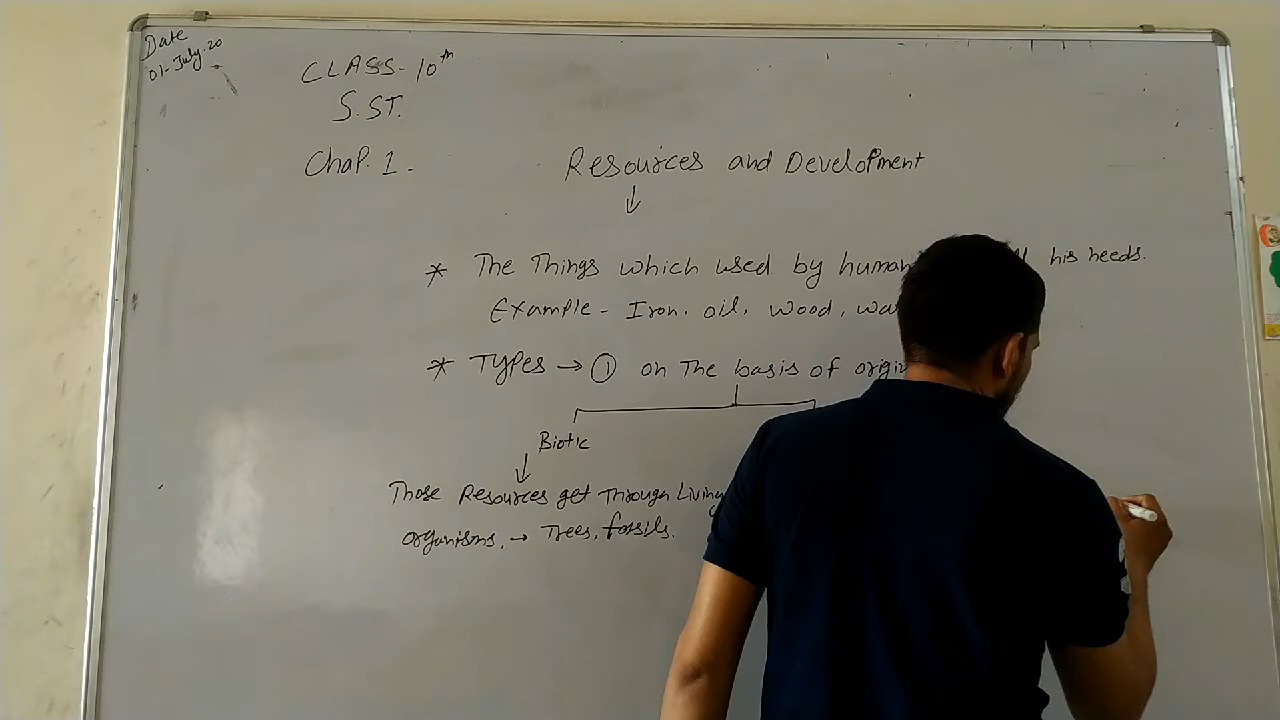 Date
01-July-20
CLASS-10th
S.ST.
Chap. 1.
Resources and Development
* The Things which used by human his needs.
Example - Iron, oil, wood,
* Types → ① on The basis of
Biotic
Those Resources get Through Living
organisms. → Trees, fossils.